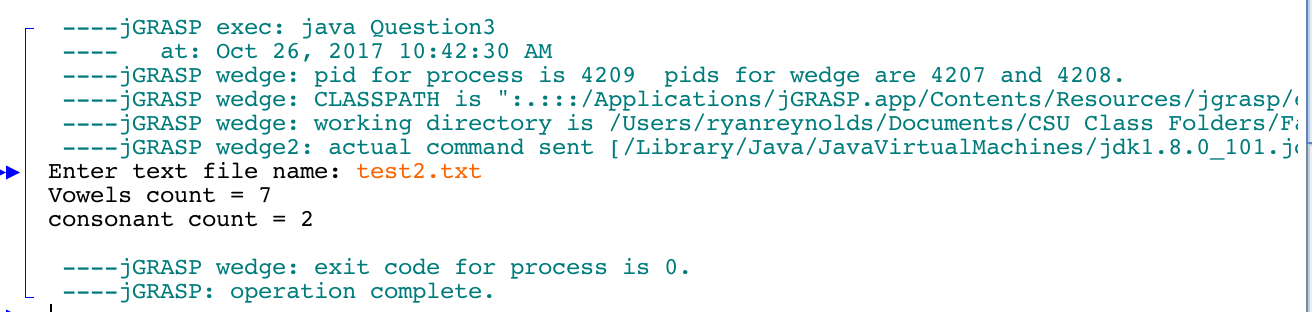 ----jGRASP exec: java Question3
----   at: Oct 26, 2017 10:42:30 AM
----jGRASP wedge: pid for process is 4209  pids for wedge are 4207 and 4208.
----jGRASP wedge: CLASSPATH is ":.:::/Applications/jGRASP.app/Contents/Resources/jgrasp/
----jGRASP wedge: working directory is /Users/ryanreynolds/Documents/CSU Class Folders/
----jGRASP wedge2: actual command sent [/Library/Java/JavaVirtualMachines/jdk1.8.0_101.j
Enter text file name: test2.txt
Vowels count = 7
consonant count = 2
----jGRASP wedge: exit code for process is 0.
----jGRASP: operation complete.